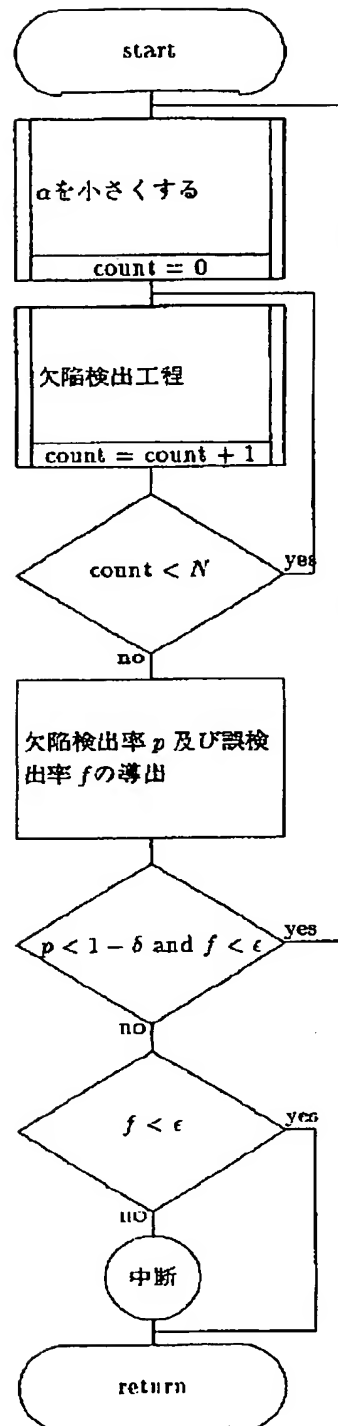 start
αを小さくする
count = 0
欠陥検出工程
count = count + 1
count < N
yes
no
欠陥検出率 p 及び誤検
出率 f の導出
p < 1 − δ and f < ϵ
yes
no
f < ϵ
yes
no
中断
return